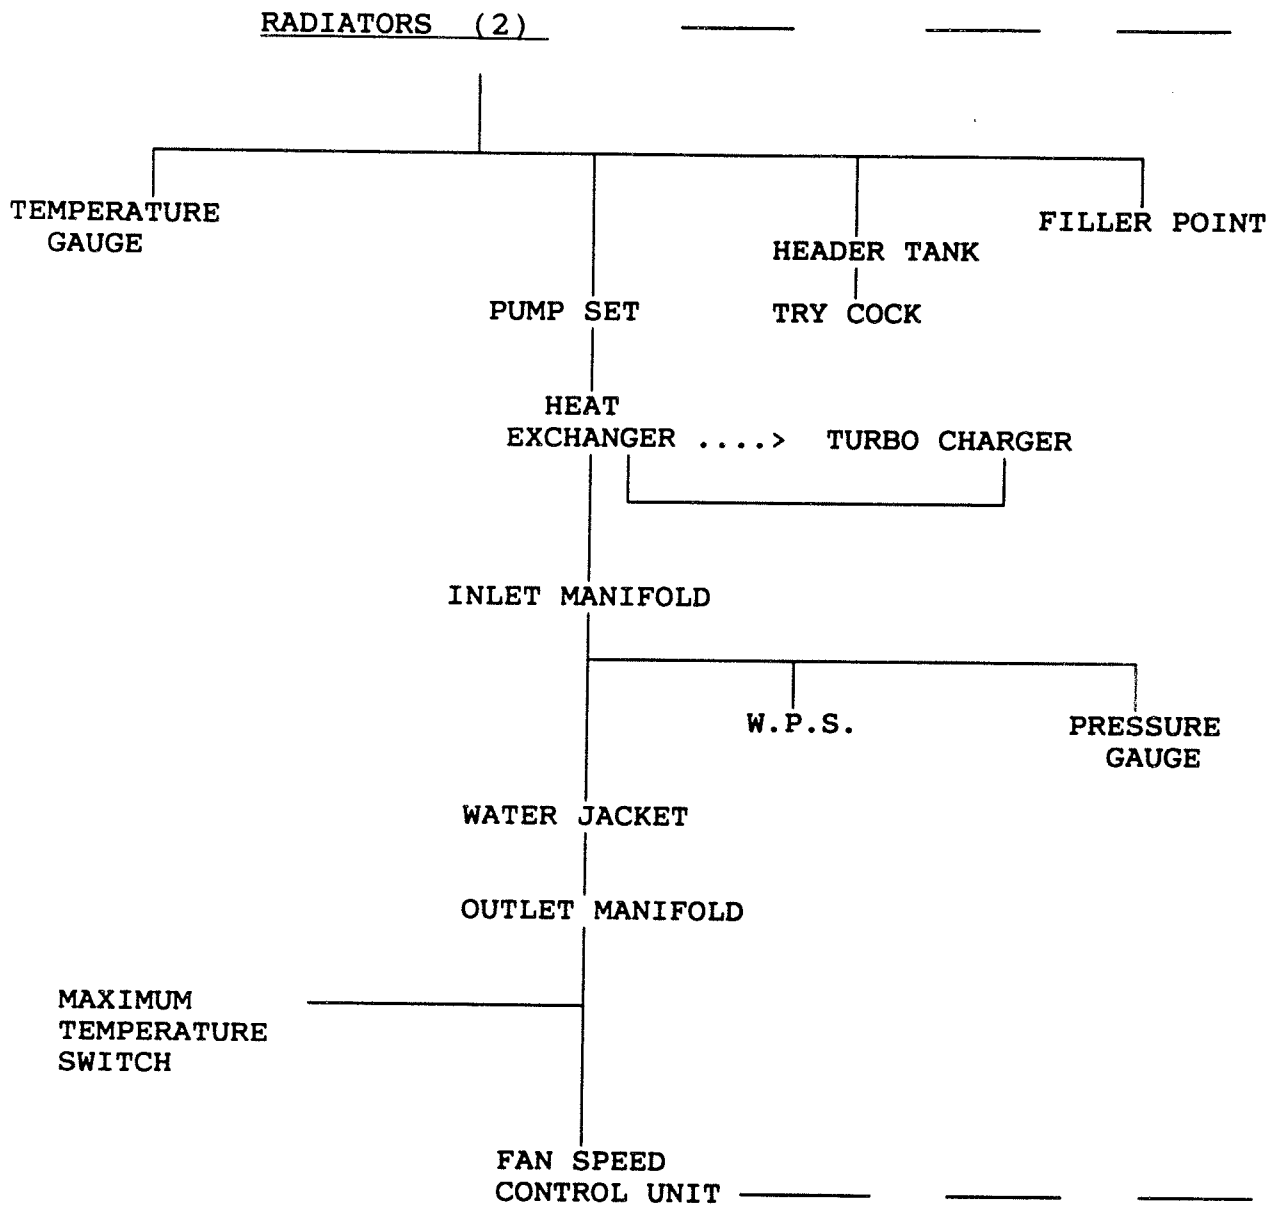 RADIATORS (2)
TEMPERATURE
GAUGE
FILLER POINT
HEADER TANK
PUMP SET
TRY COCK
HEAT
EXCHANGER ....> TURBO CHARGER
INLET MANIFOLD
W.P.S.
PRESSURE
GAUGE
WATER JACKET
OUTLET MANIFOLD
MAXIMUM
TEMPERATURE
SWITCH
FAN SPEED
CONTROL UNIT